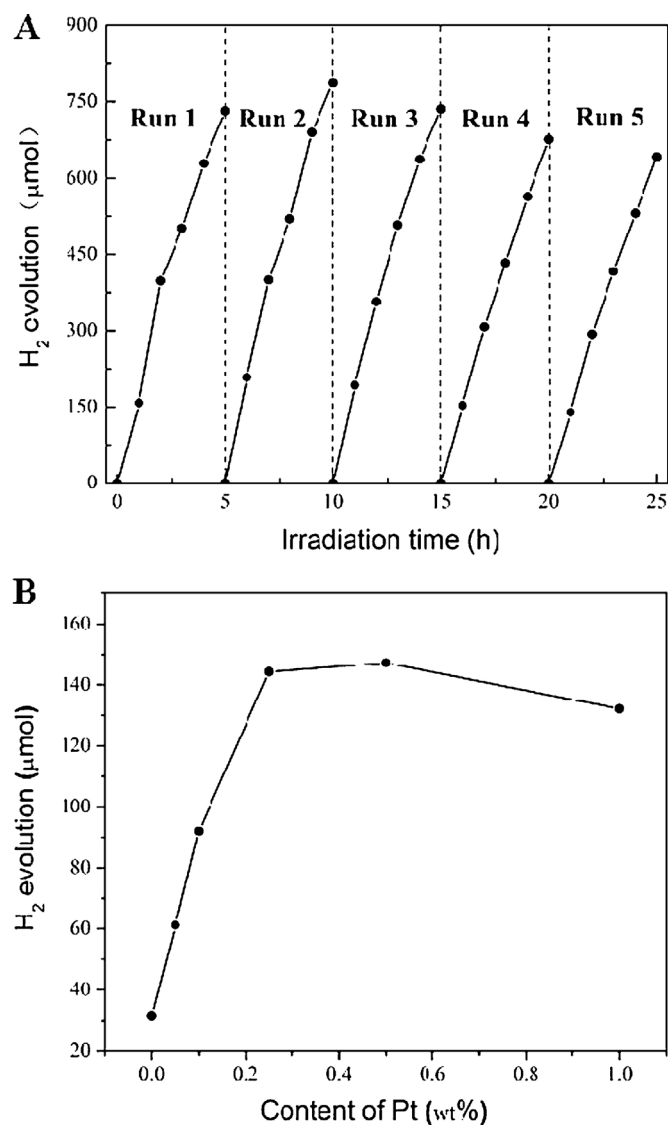 A
900
750
600
450
300
150
0
H2 evolution (μmol)
Run 1 Run 2 Run 3 Run 4 Run 5
0 5 10 15 20 25
Irradiation time (h)
B
160
140
120
100
80
60
40
20
H2 evolution (μmol)
0.0 0.2 0.4 0.6 0.8 1.0
Content of Pt (wt%)